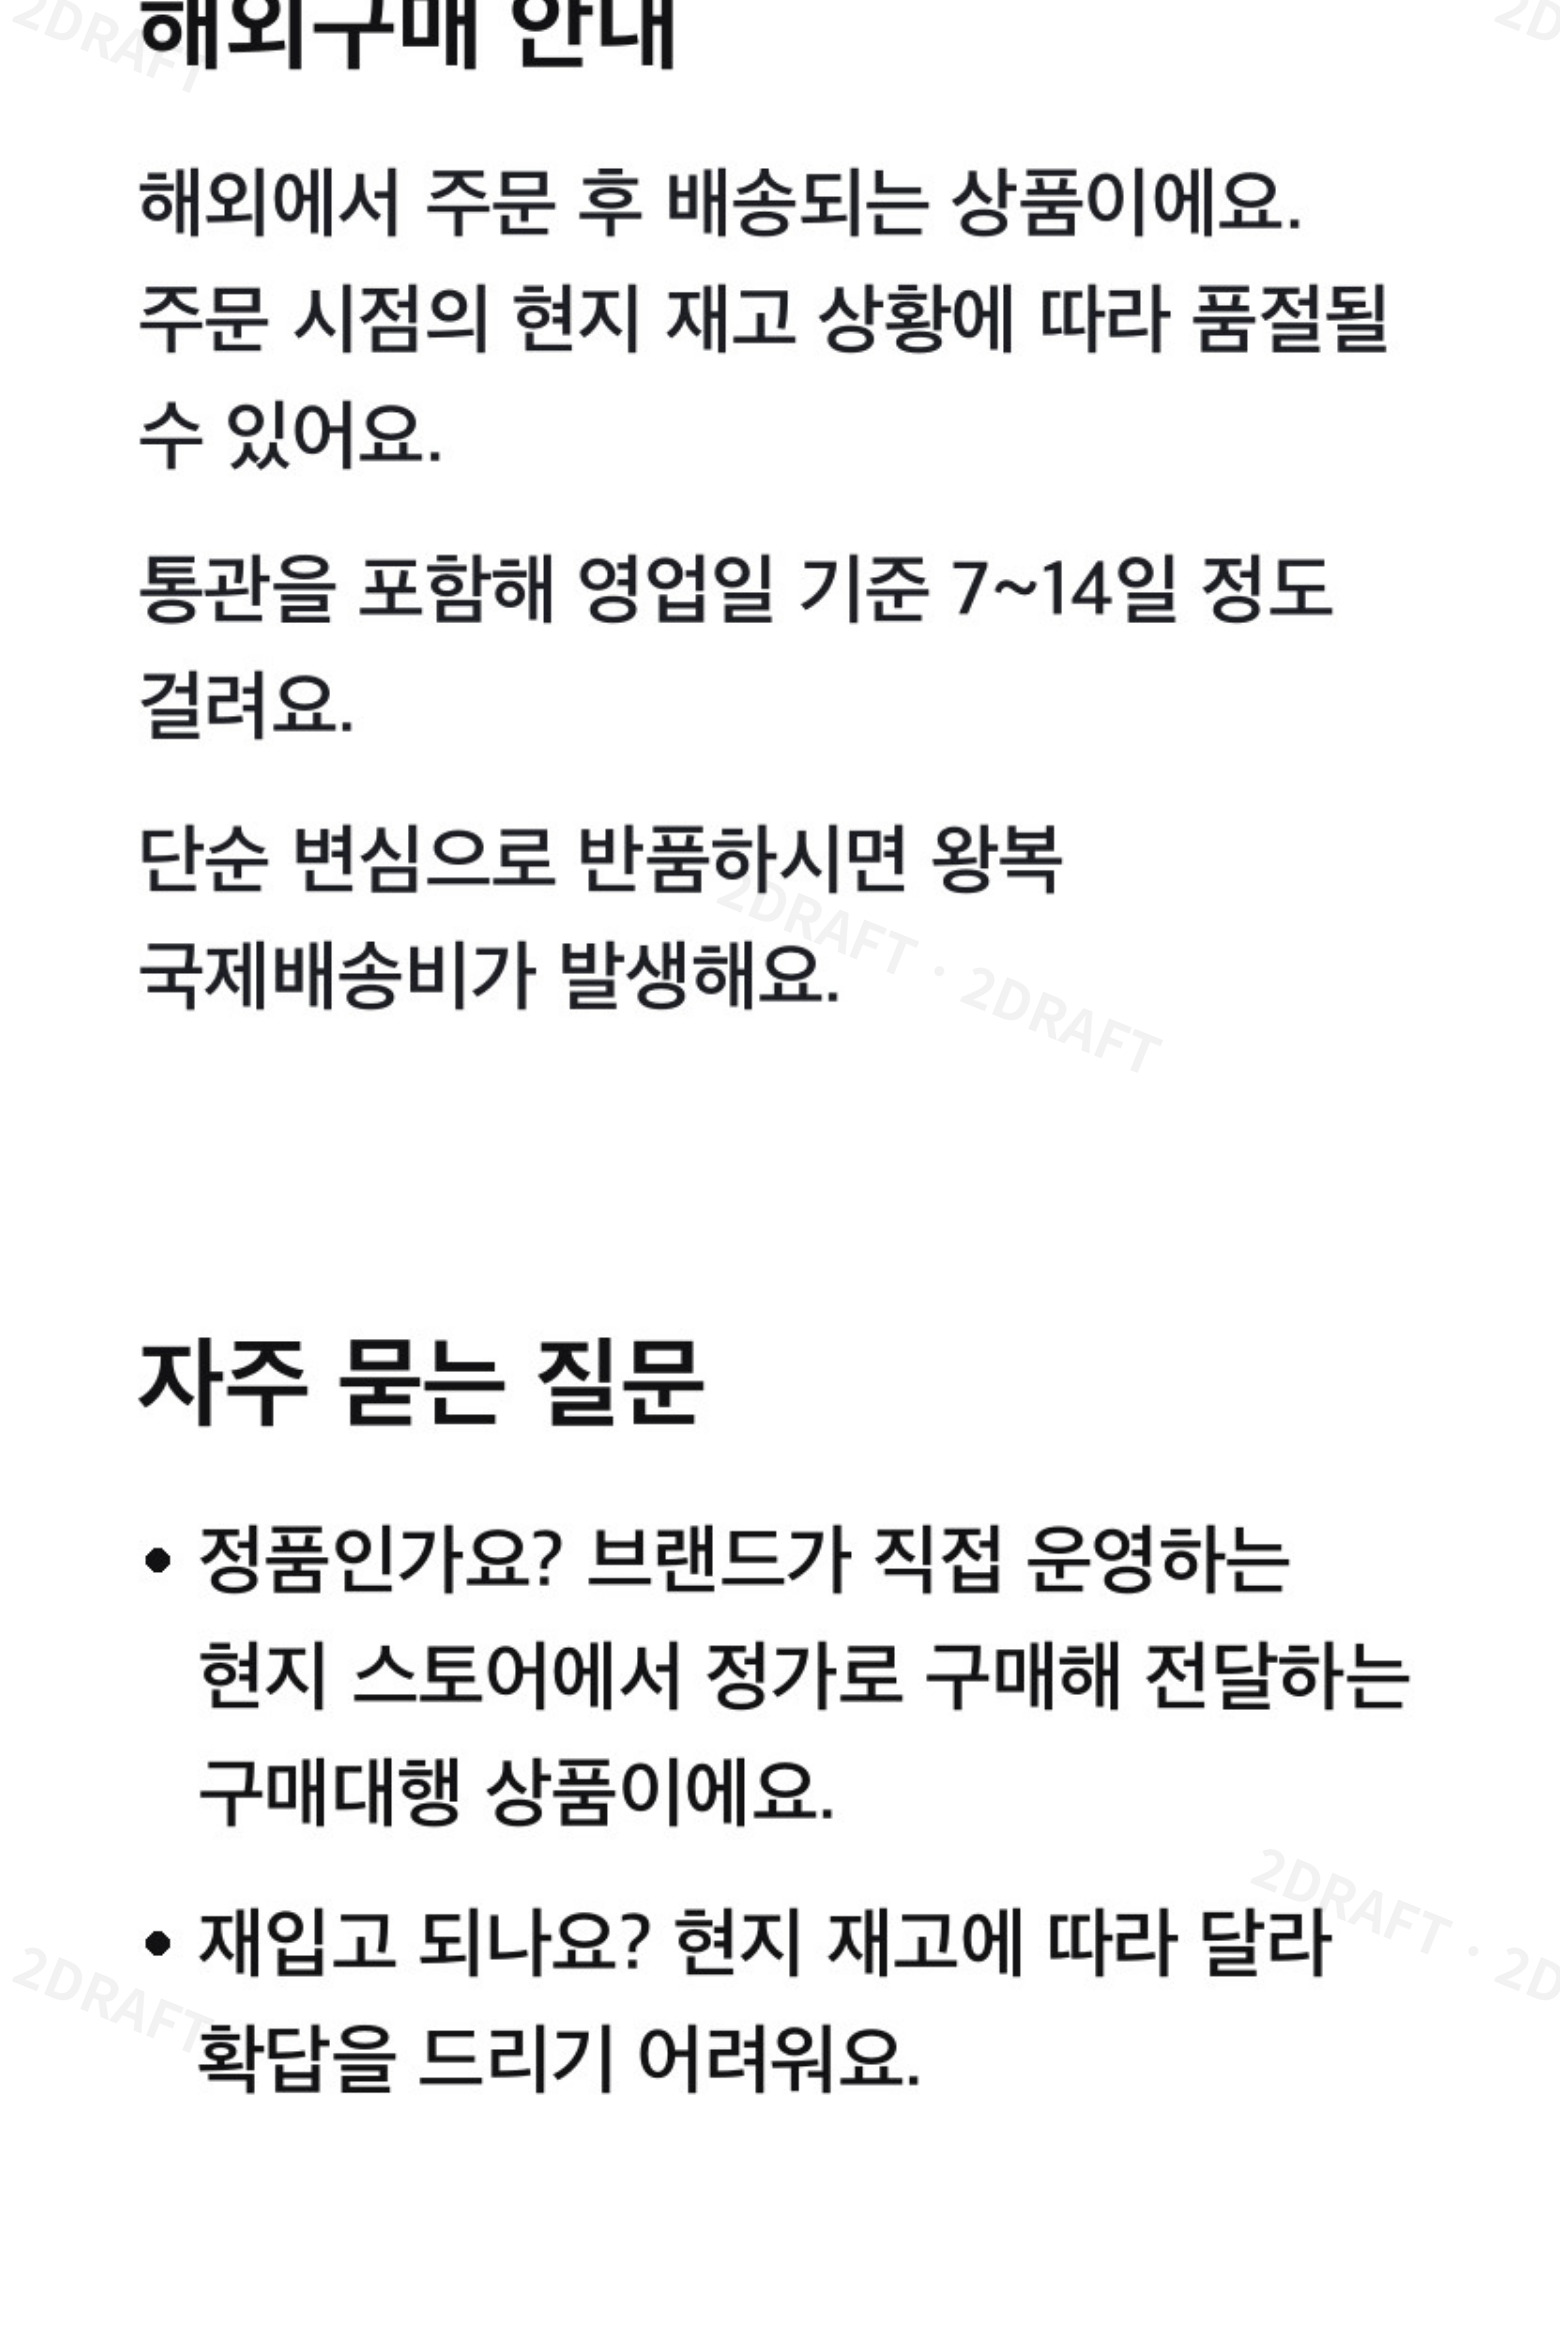 2DRAFT
2D
해외구매 안내
해외에서 주문 후 배송되는 상품이에요.
주문 시점의 현지 재고 상황에 따라 품절될
수 있어요.
통관을 포함해 영업일 기준 7~14일 정도
걸려요.
단순 변심으로 반품하시면 왕복
국제배송비가 발생해요.
2DRAFT · 2DRAFT
자주 묻는 질문
• 정품인가요? 브랜드가 직접 운영하는
현지 스토어에서 정가로 구매해 전달하는
구매대행 상품이에요.
2DRAFT · 2D
• 재입고 되나요? 현지 재고에 따라 달라
확답을 드리기 어려워요.
2DRAFT